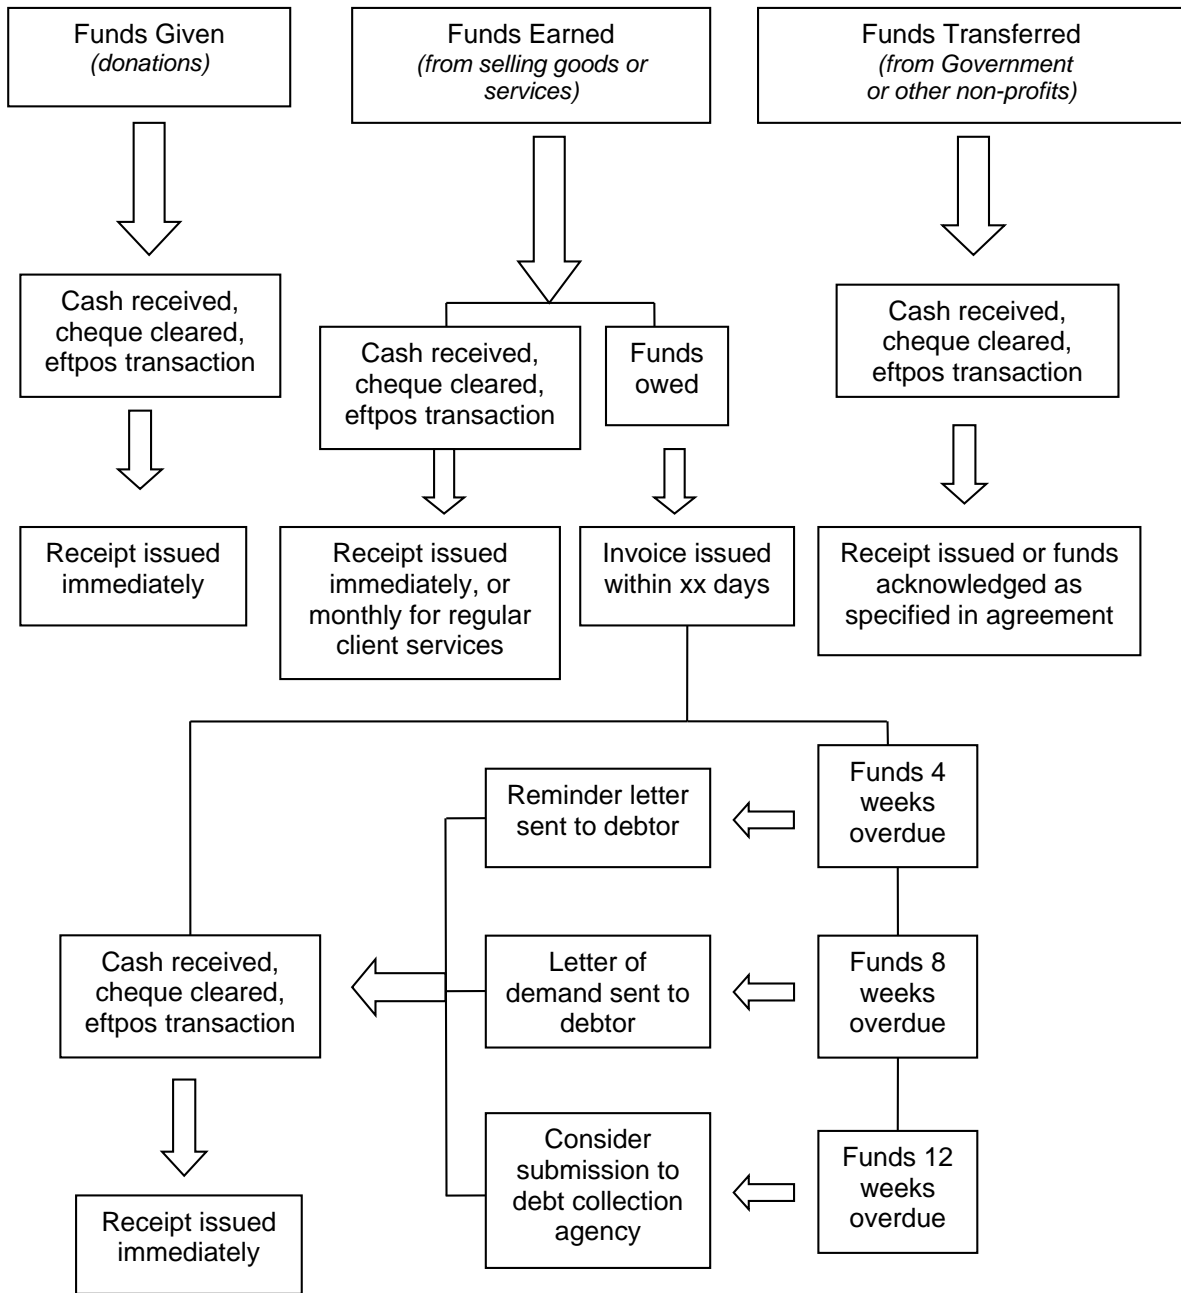 Funds Given
(donations)
Funds Earned
(from selling goods or
services)
Funds Transferred
(from Government
or other non-profits)
Cash received,
cheque cleared,
eftpos transaction
Cash received,
cheque cleared,
eftpos transaction
Funds
owed
Cash received,
cheque cleared,
eftpos transaction
Receipt issued
immediately
Receipt issued
immediately, or
monthly for regular
client services
Invoice issued
within xx days
Receipt issued or funds
acknowledged as
specified in agreement
Reminder letter
sent to debtor
Funds 4
weeks
overdue
Cash received,
cheque cleared,
eftpos transaction
Letter of
demand sent to
debtor
Funds 8
weeks
overdue
Consider
submission to
debt collection
agency
Funds 12
weeks
overdue
Receipt issued
immediately